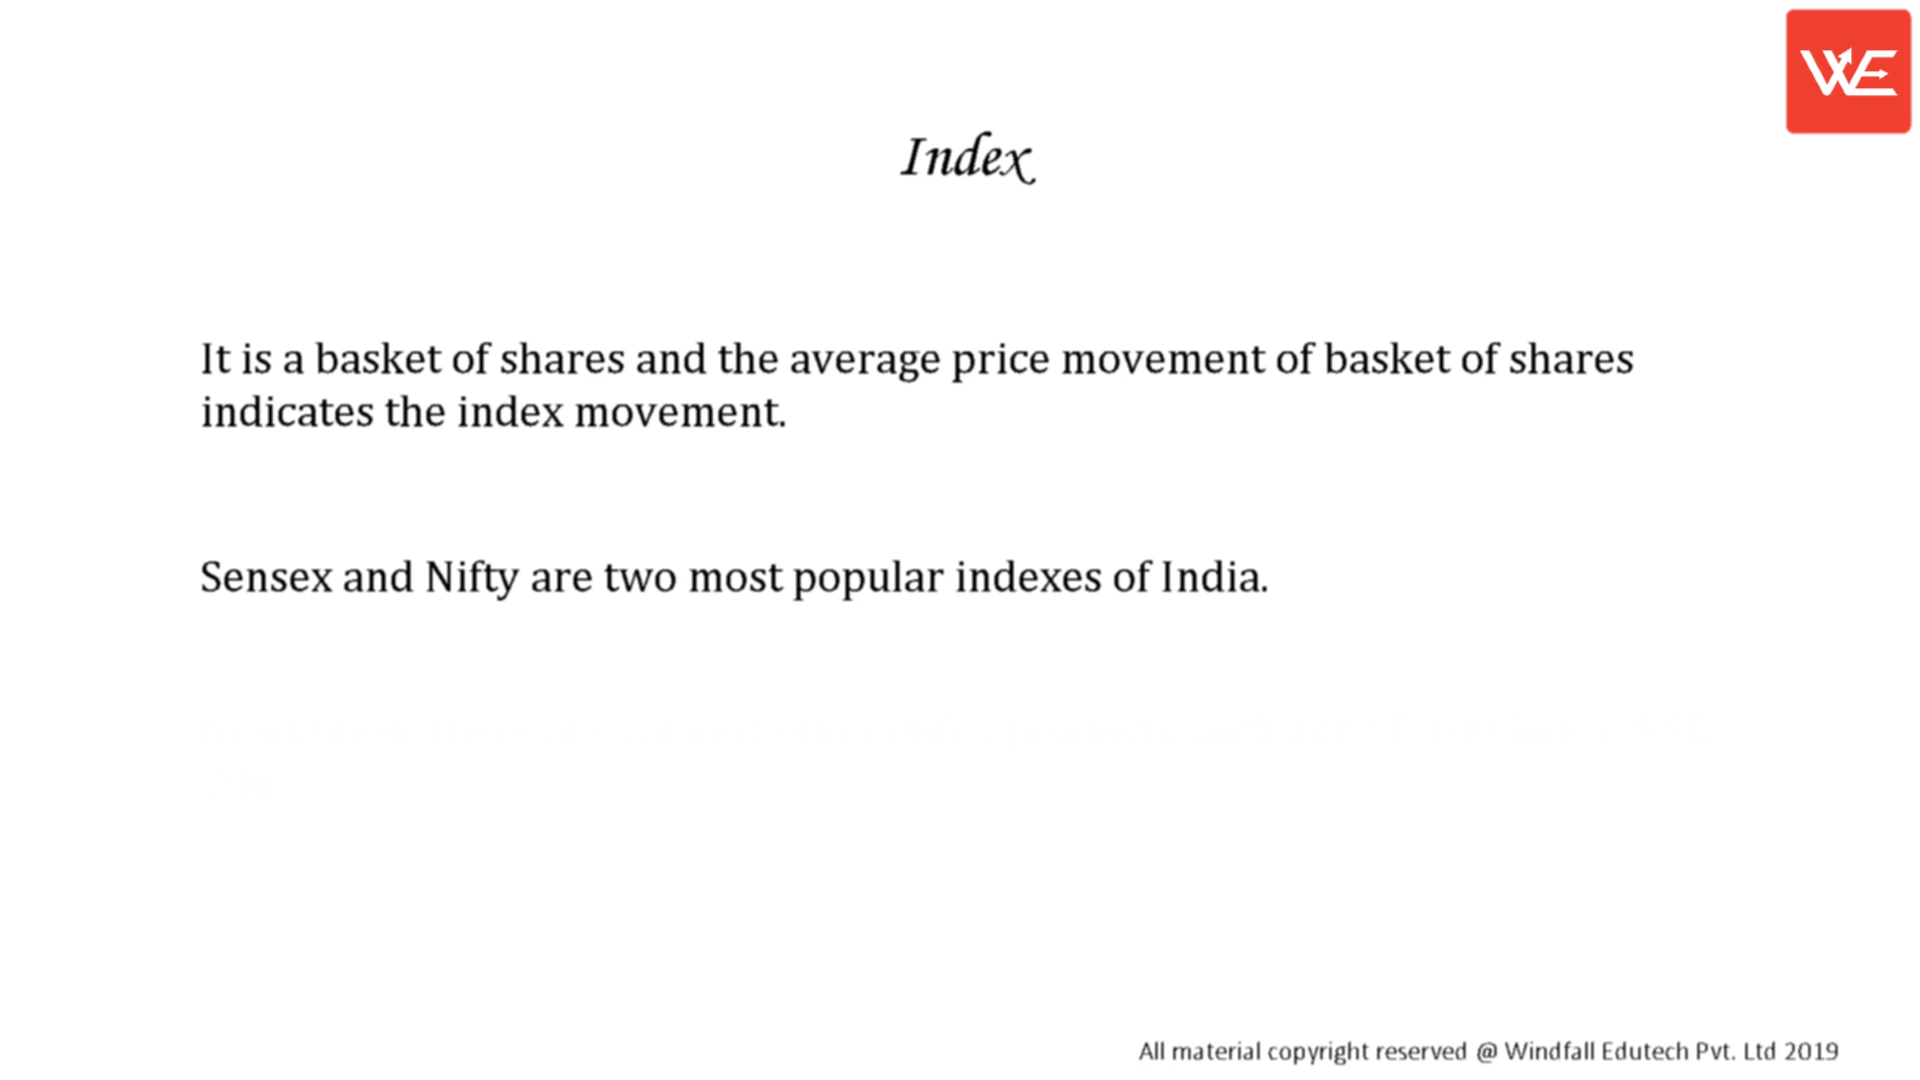 WE
Index
It is a basket of shares and the average price movement of basket of shares
indicates the index movement.
Sensex and Nifty are two most popular indexes of India.
All material copyright reserved @ Windfall Edutech Pvt. Ltd 2019